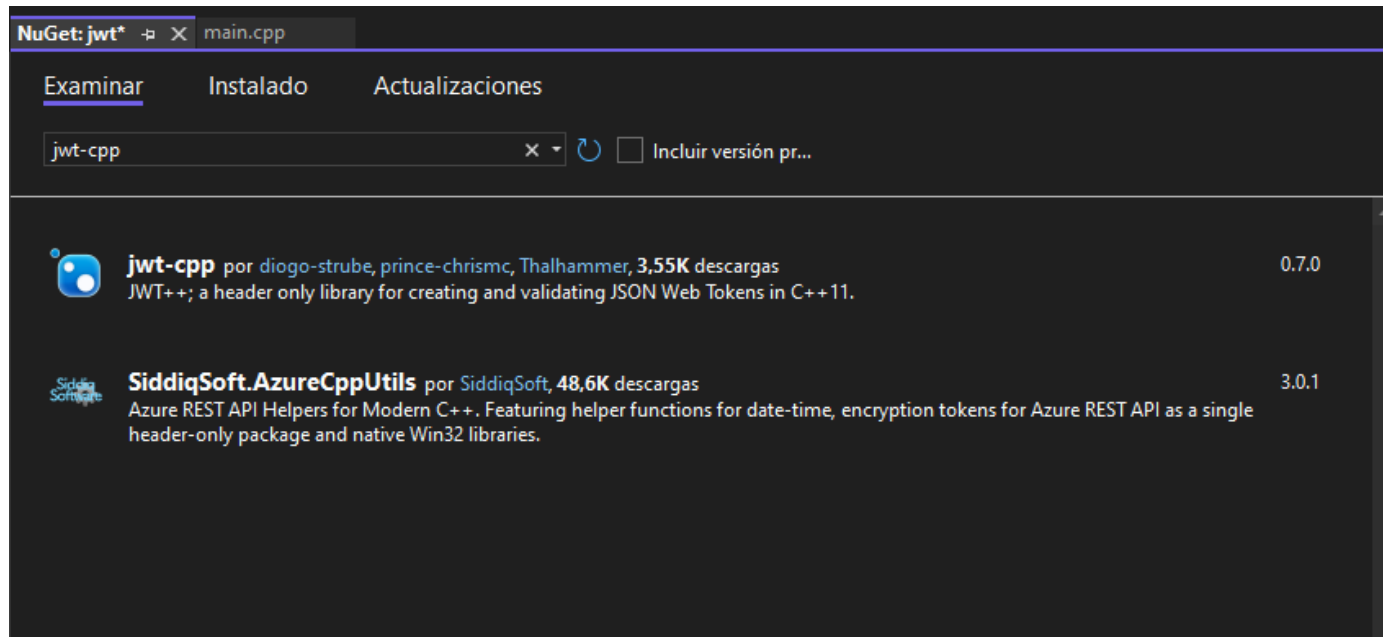 NuGet: jwt* main.cpp
Examinar Instalado Actualizaciones
jwt-cpp Incluir versión pr...
jwt-cpp por diogo-strube, prince-chrismc, Thalhammer, 3,55K descargas 0.7.0
JWT++; a header only library for creating and validating JSON Web Tokens in C++11.
Siddiq
Software
SiddiqSoft.AzureCppUtils por SiddiqSoft, 48,6K descargas 3.0.1
Azure REST API Helpers for Modern C++. Featuring helper functions for date-time, encryption tokens for Azure REST API as a single
header-only package and native Win32 libraries.